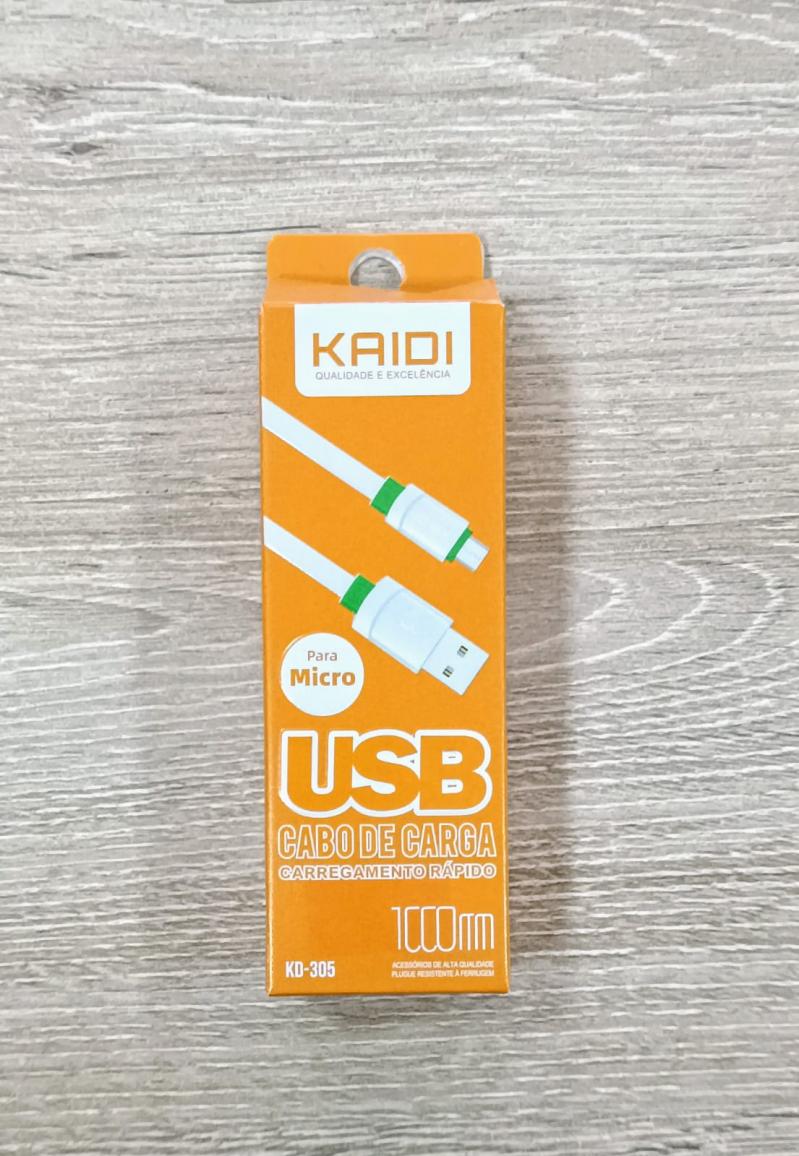 KAIDI
QUALIDADE E EXCELÊNCIA
Para
Micro
USB
CABO DE CARGA
CARREGAMENTO RÁPIDO
1000mm
KD-305
ACESSÓRIOS DE ALTA QUALIDADE
PLUGUE RESISTENTE À FERRUGEM